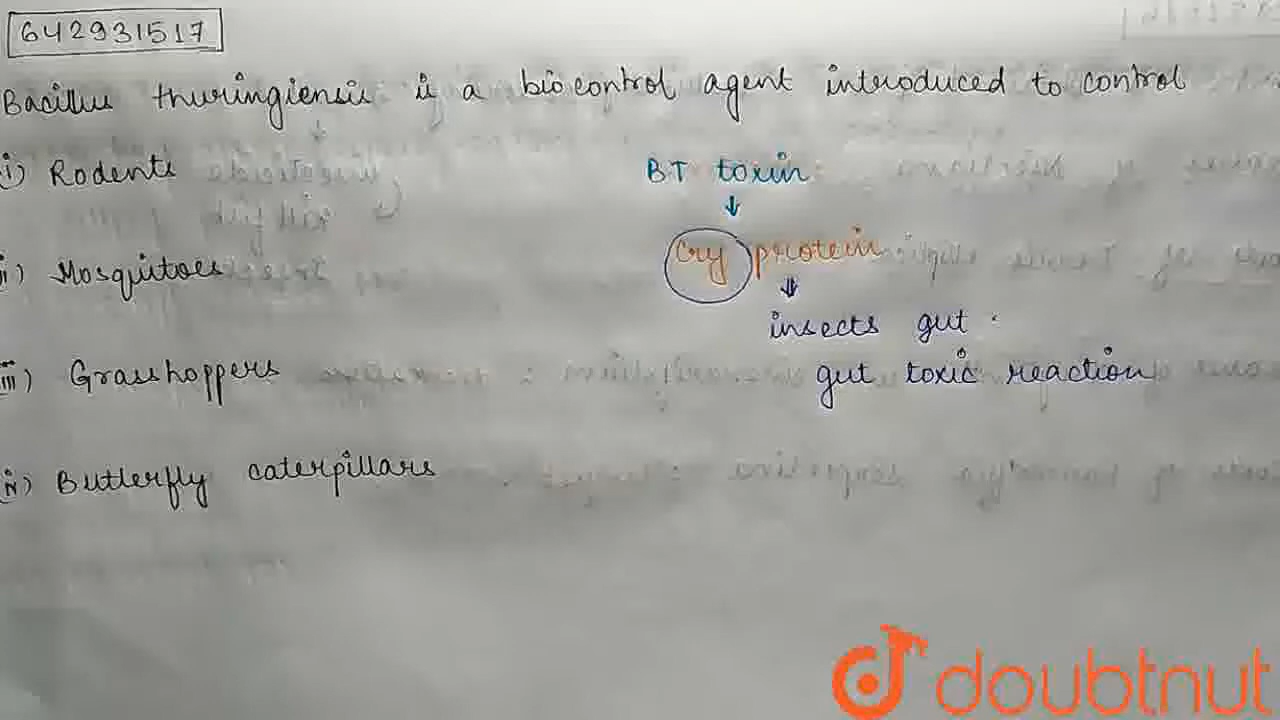 642931517
Bacillus thuringiensis is a biocontrol agent introduced to control
(i) Rodents
BT toxin
↓
Cry protein
⇓
ii) Mosquitoes
insects gut
iii) Grasshoppers
gut toxic reaction
(iv) Butterfly caterpillars
doubtnut